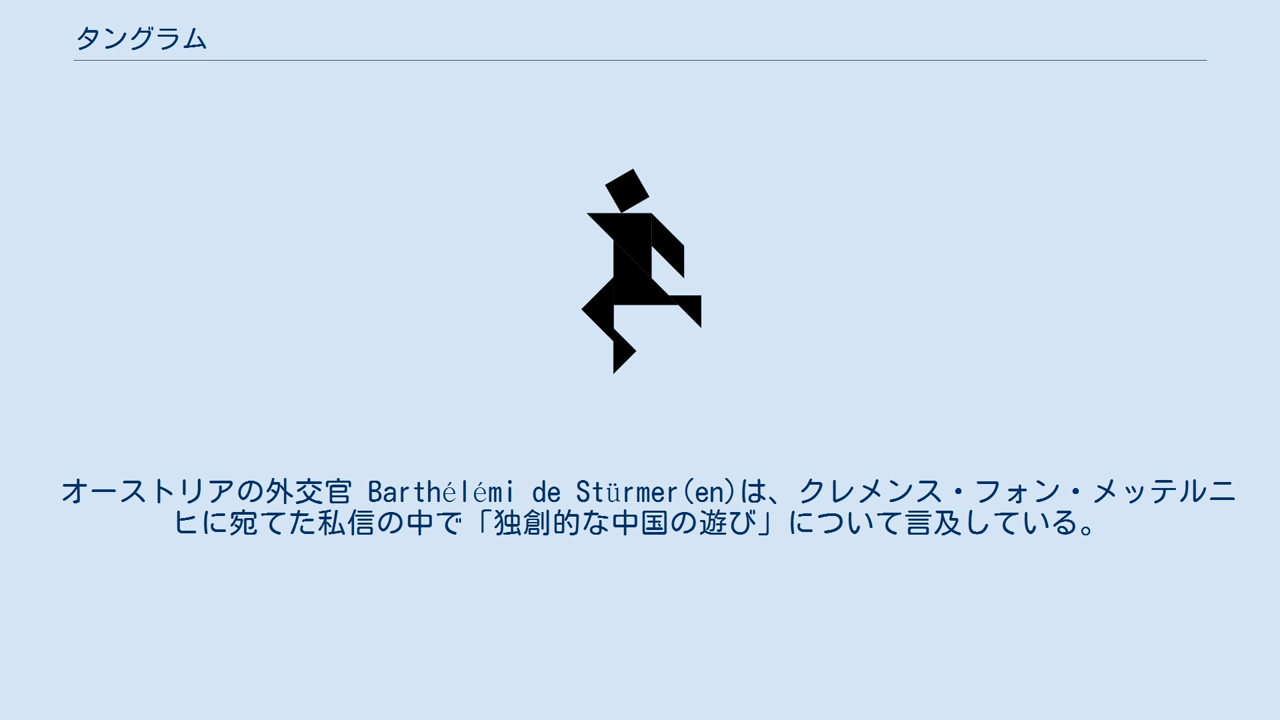 タングラム
オーストリアの外交官 Barthélémi de Stürmer(en)は、クレメンス・フォン・メッテルニ
ヒに宛てた私信の中で「独創的な中国の遊び」について言及している。